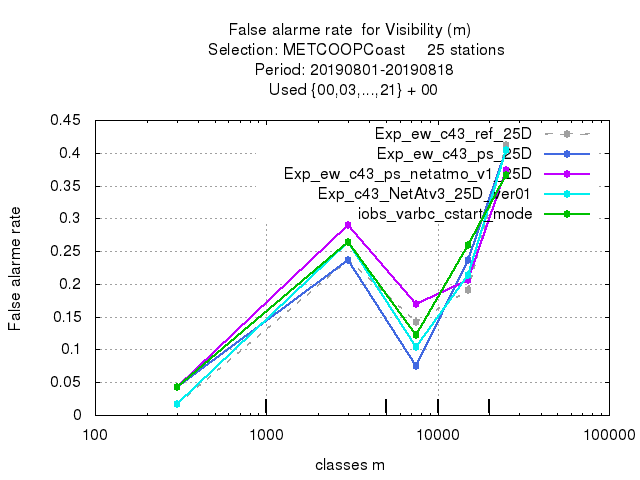 False alarme rate  for Visibility (m)
Selection: METCOOPCoast     25 stations
Period: 20190801-20190818
Used {00,03,...,21} + 00
0.45
0.4
0.35
0.3
0.25
0.2
0.15
0.1
0.05
0
False alarme rate
Exp_ew_c43_ref_25D
Exp_ew_c43_ps_25D
Exp_ew_c43_ps_netatmo_v1_25D
Exp_c43_NetAtv3_25D_ver01
iobs_varbc_cstart_mode
100 1000 10000 100000
classes m